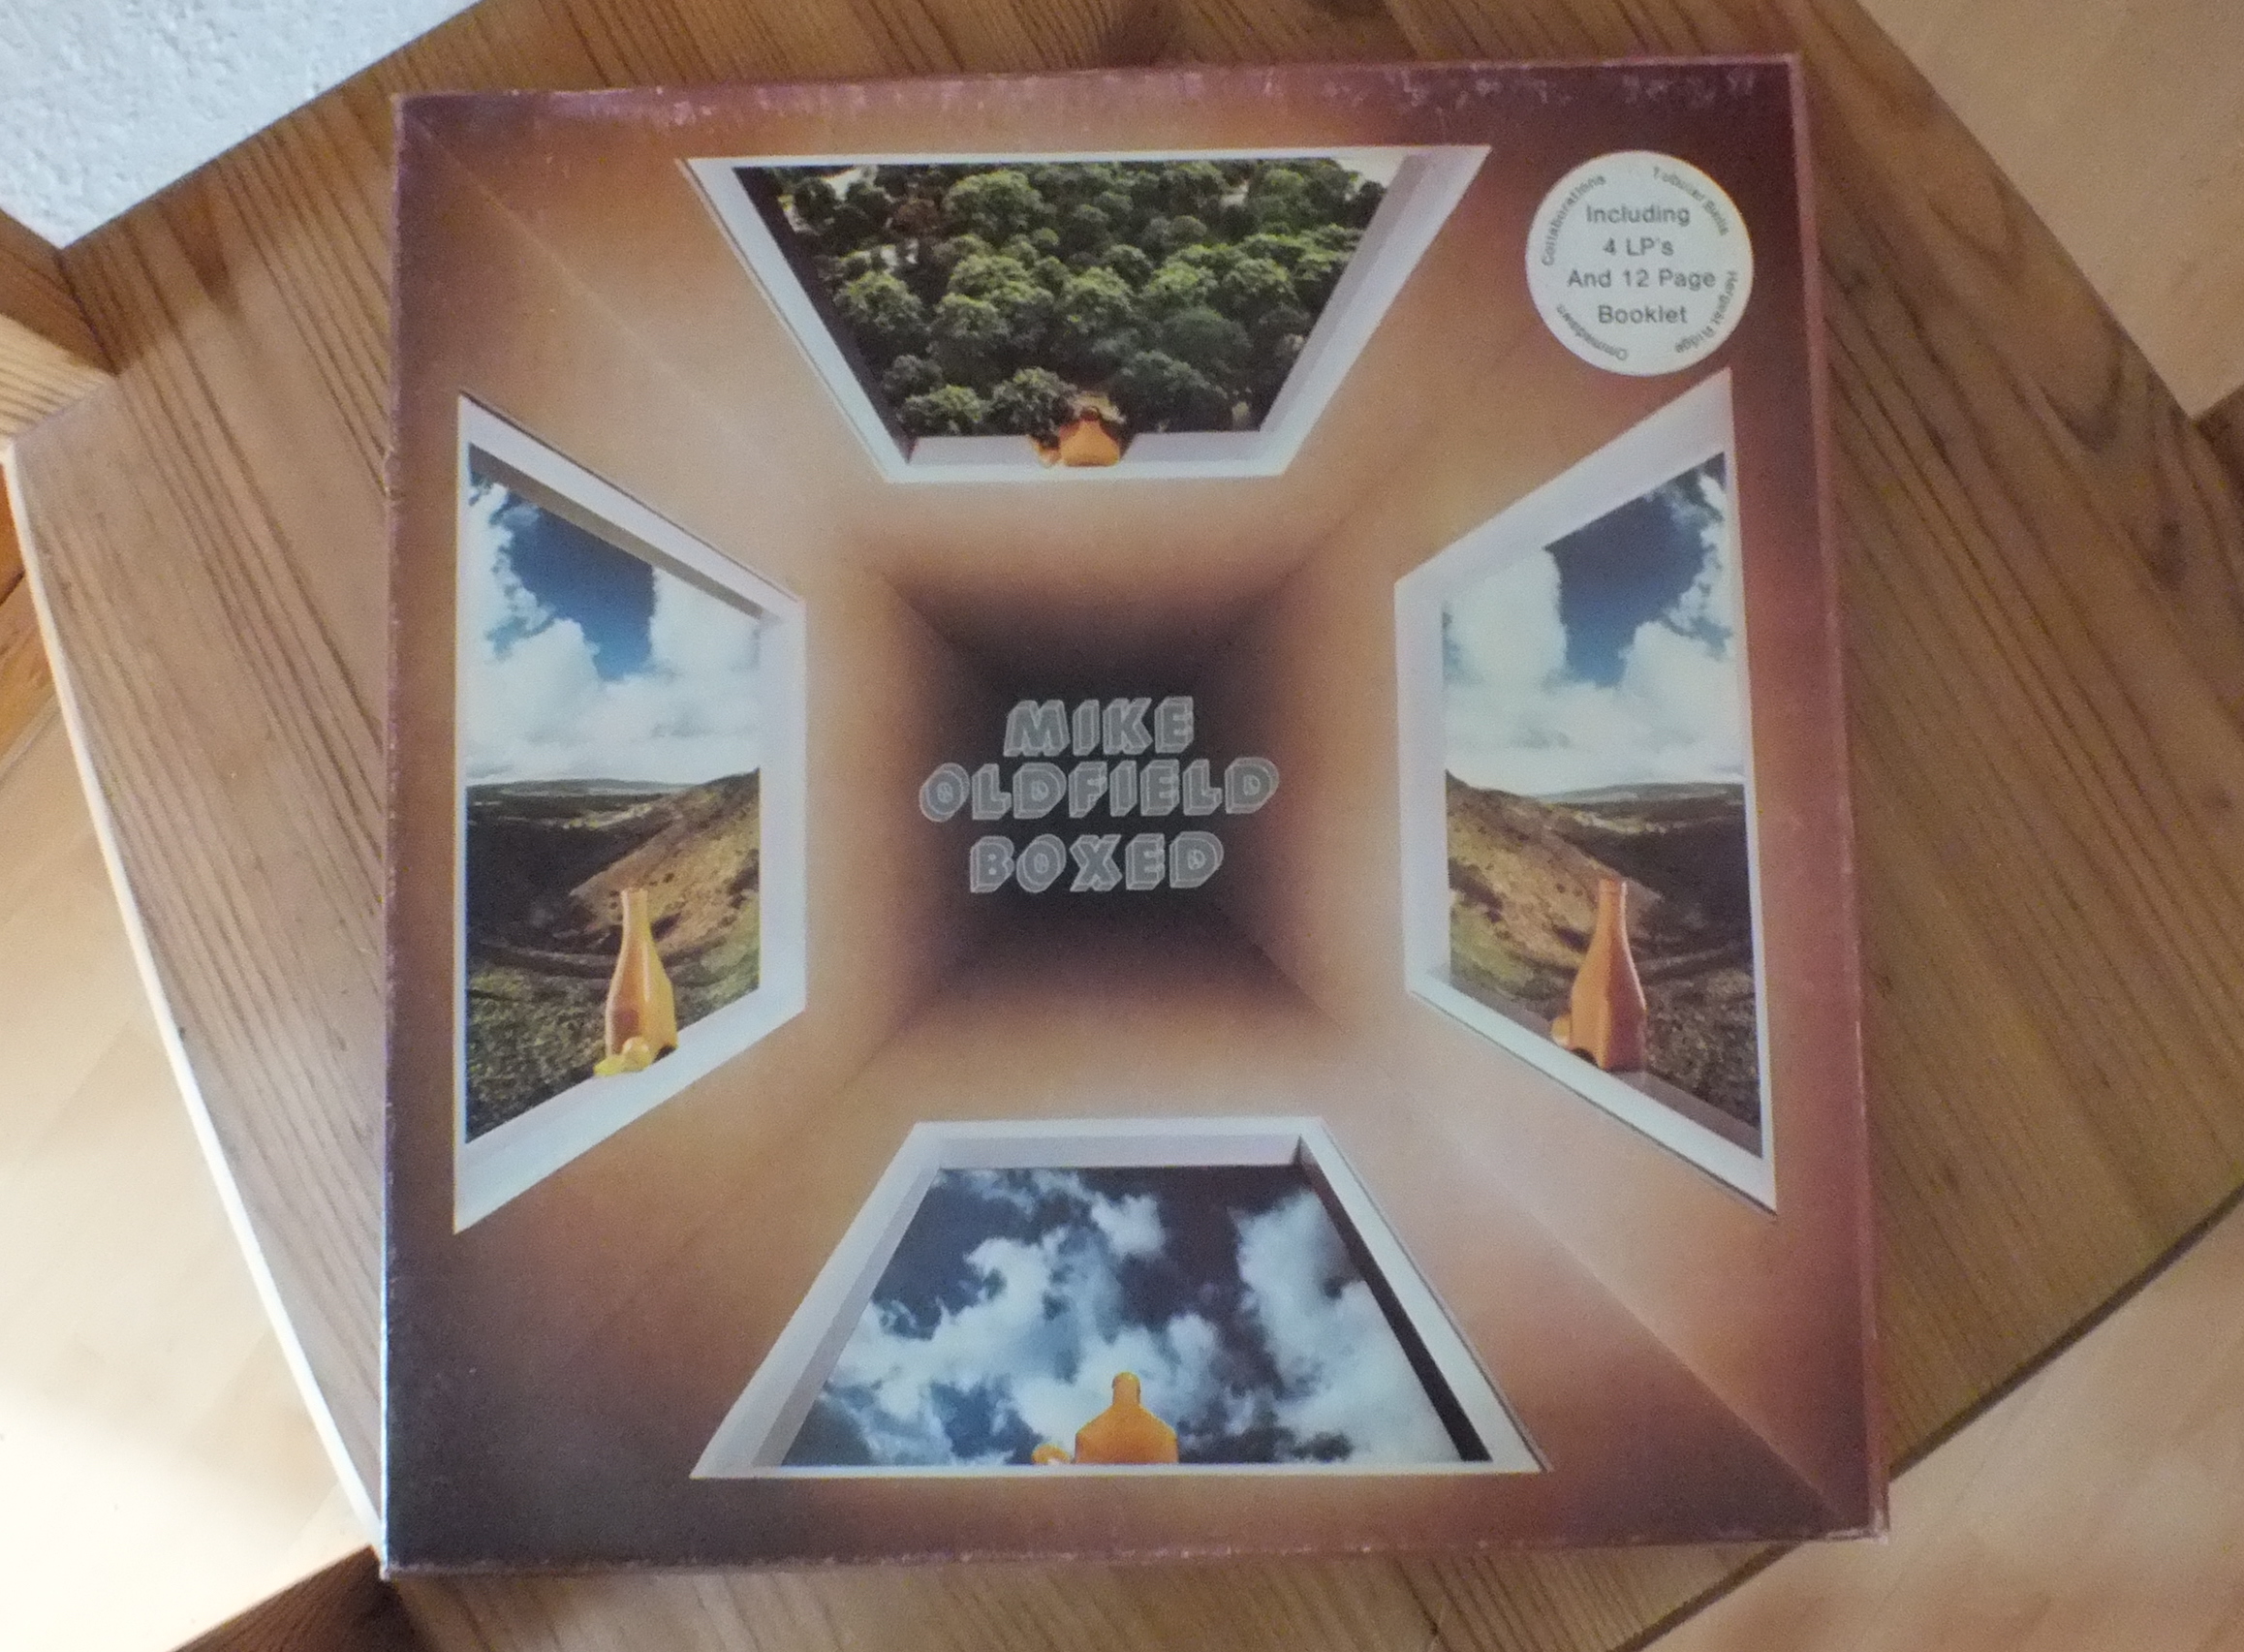 Collaborations
Tubular Bells
Hergest Ridge
Ommadawn
Including
4 LP's
And 12 Page
Booklet
MIKE
OLDFIELD
BOXED